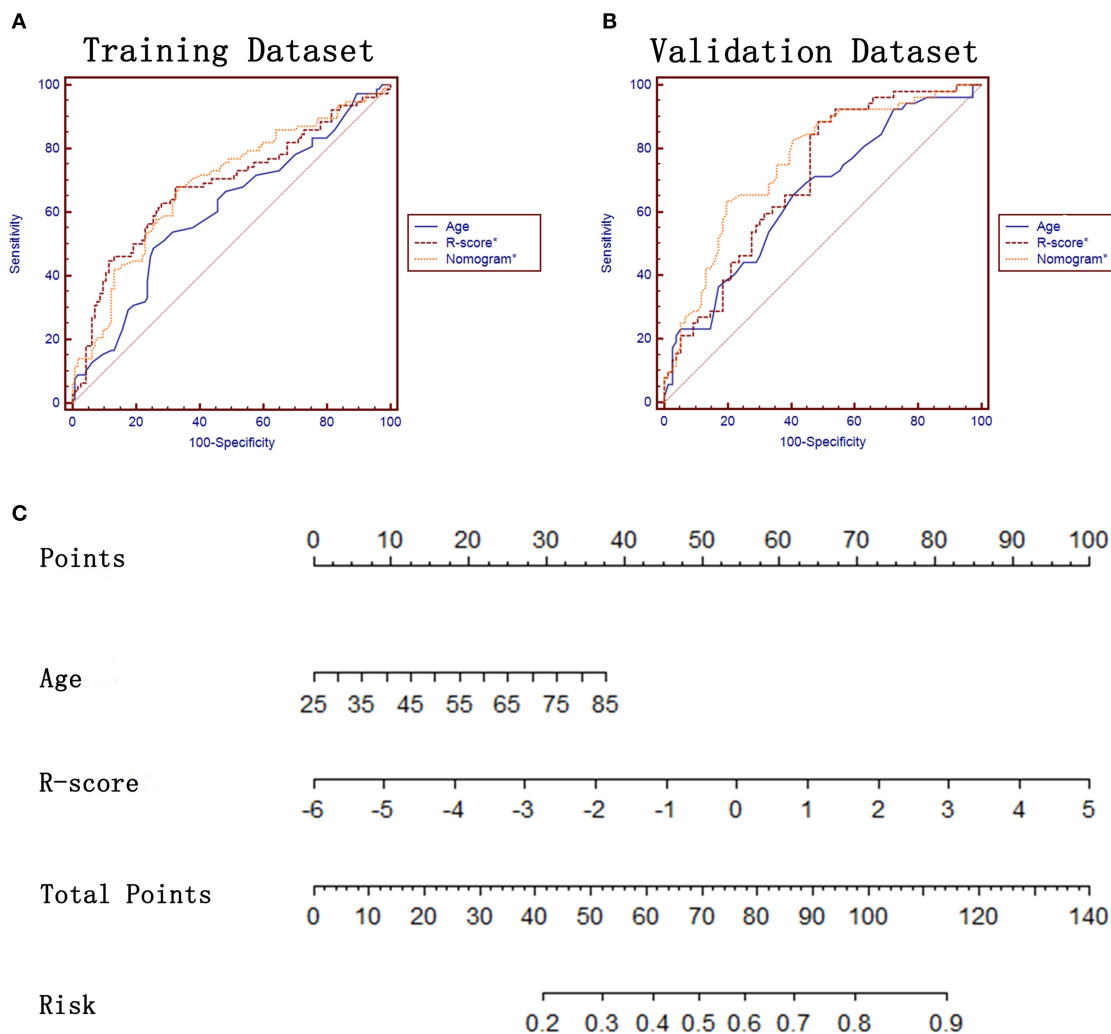 A
Training Dataset
100
80
60
40
20
0
Sensitivity
0 20 40 60 80 100
100-Specificity
Age
R-score*
Nomogram*
B
Validation Dataset
100
80
60
40
20
0
Sensitivity
0 20 40 60 80 100
100-Specificity
Age
R-score*
Nomogram*
C
Points
0 10 20 30 40 50 60 70 80 90 100
Age
25 35 45 55 65 75 85
R-score
-6 -5 -4 -3 -2 -1 0 1 2 3 4 5
Total Points
0 10 20 30 40 50 60 70 80 90 100 120 140
Risk
0.2 0.3 0.4 0.5 0.6 0.7 0.8 0.9